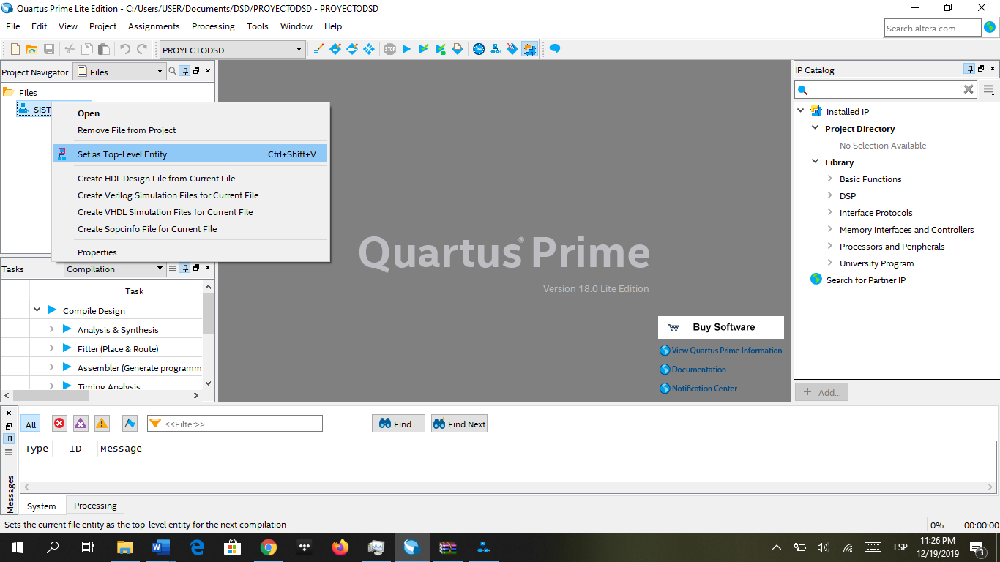 Quartus Prime Lite Edition - C:/Users/USER/Documents/DSD/PROYECTODSD - PROYECTODSD
File Edit View Project Assignments Processing Tools Window Help
Search altera.com
PROYECTODSD
Project Navigator Files
Files
SIST
Open
Remove File from Project
Set as Top-Level Entity Ctrl+Shift+V
Create HDL Design File from Current File
Create Verilog Simulation Files for Current File
Create VHDL Simulation Files for Current File
Create Sopcinfo File for Current File
Properties...
Tasks Compilation
Task
Compile Design
Analysis & Synthesis
Fitter (Place & Route)
Assembler (Generate programm
Timing Analysis
Quartus® Prime
Version 18.0 Lite Edition
Buy Software
View Quartus Prime Information
Documentation
Notification Center
IP Catalog
Installed IP
Project Directory
No Selection Available
Library
Basic Functions
DSP
Interface Protocols
Memory Interfaces and Controllers
Processors and Peripherals
University Program
Search for Partner IP
+ Add...
All <<Filter>> Find... Find Next
Type ID Message
Messages
System Processing
Sets the current file entity as the top-level entity for the next compilation
0% 00:00:00
ESP
11:26 PM
12/19/2019
3